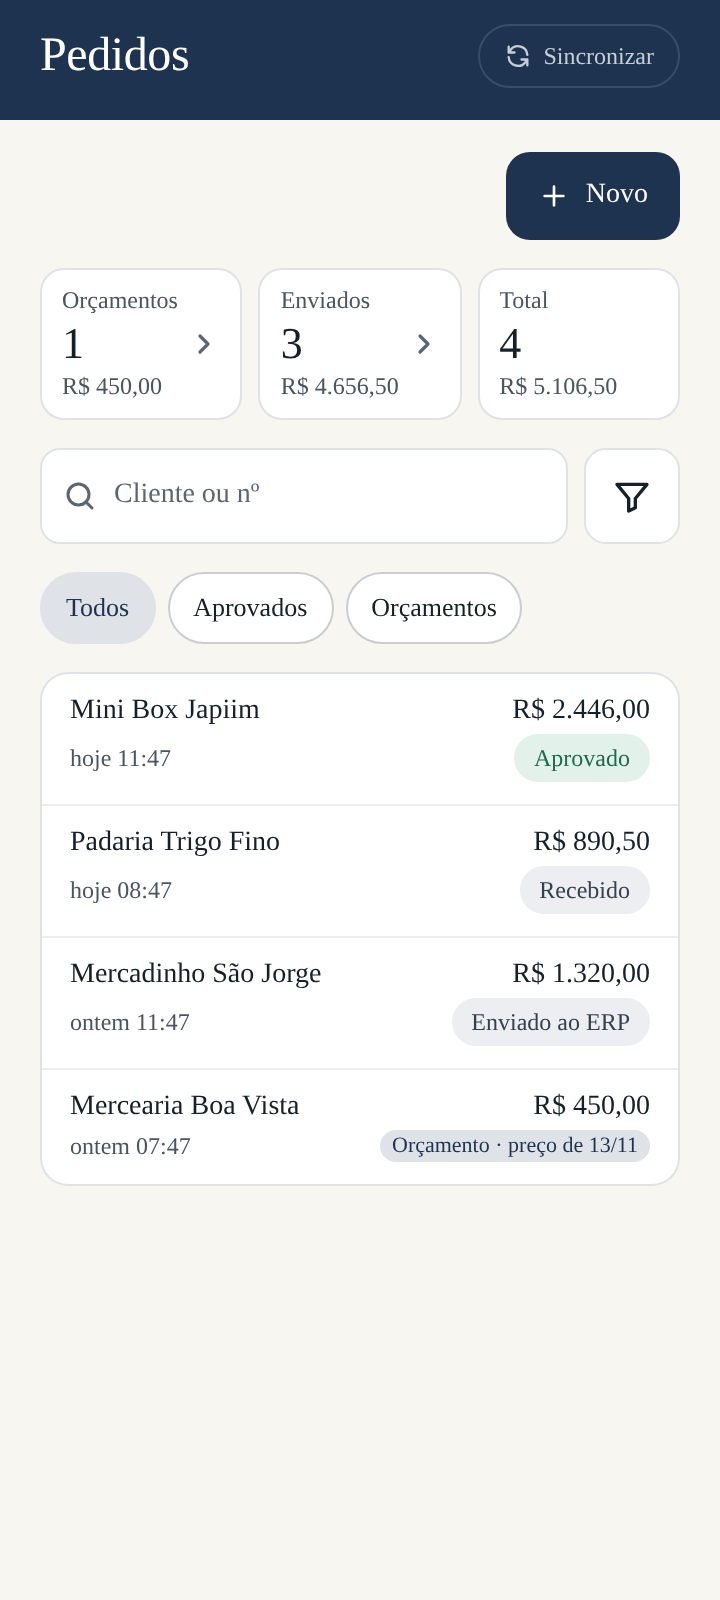 Pedidos
Sincronizar
Novo
Orçamentos
1
R$ 450,00
Enviados
3
R$ 4.656,50
Total
4
R$ 5.106,50
Cliente ou nº
Todos
Aprovados
Orçamentos
Mini Box Japiim
R$ 2.446,00
hoje 11:47
Aprovado
Padaria Trigo Fino
R$ 890,50
hoje 08:47
Recebido
Mercadinho São Jorge
R$ 1.320,00
ontem 11:47
Enviado ao ERP
Mercearia Boa Vista
R$ 450,00
ontem 07:47
Orçamento · preço de 13/11